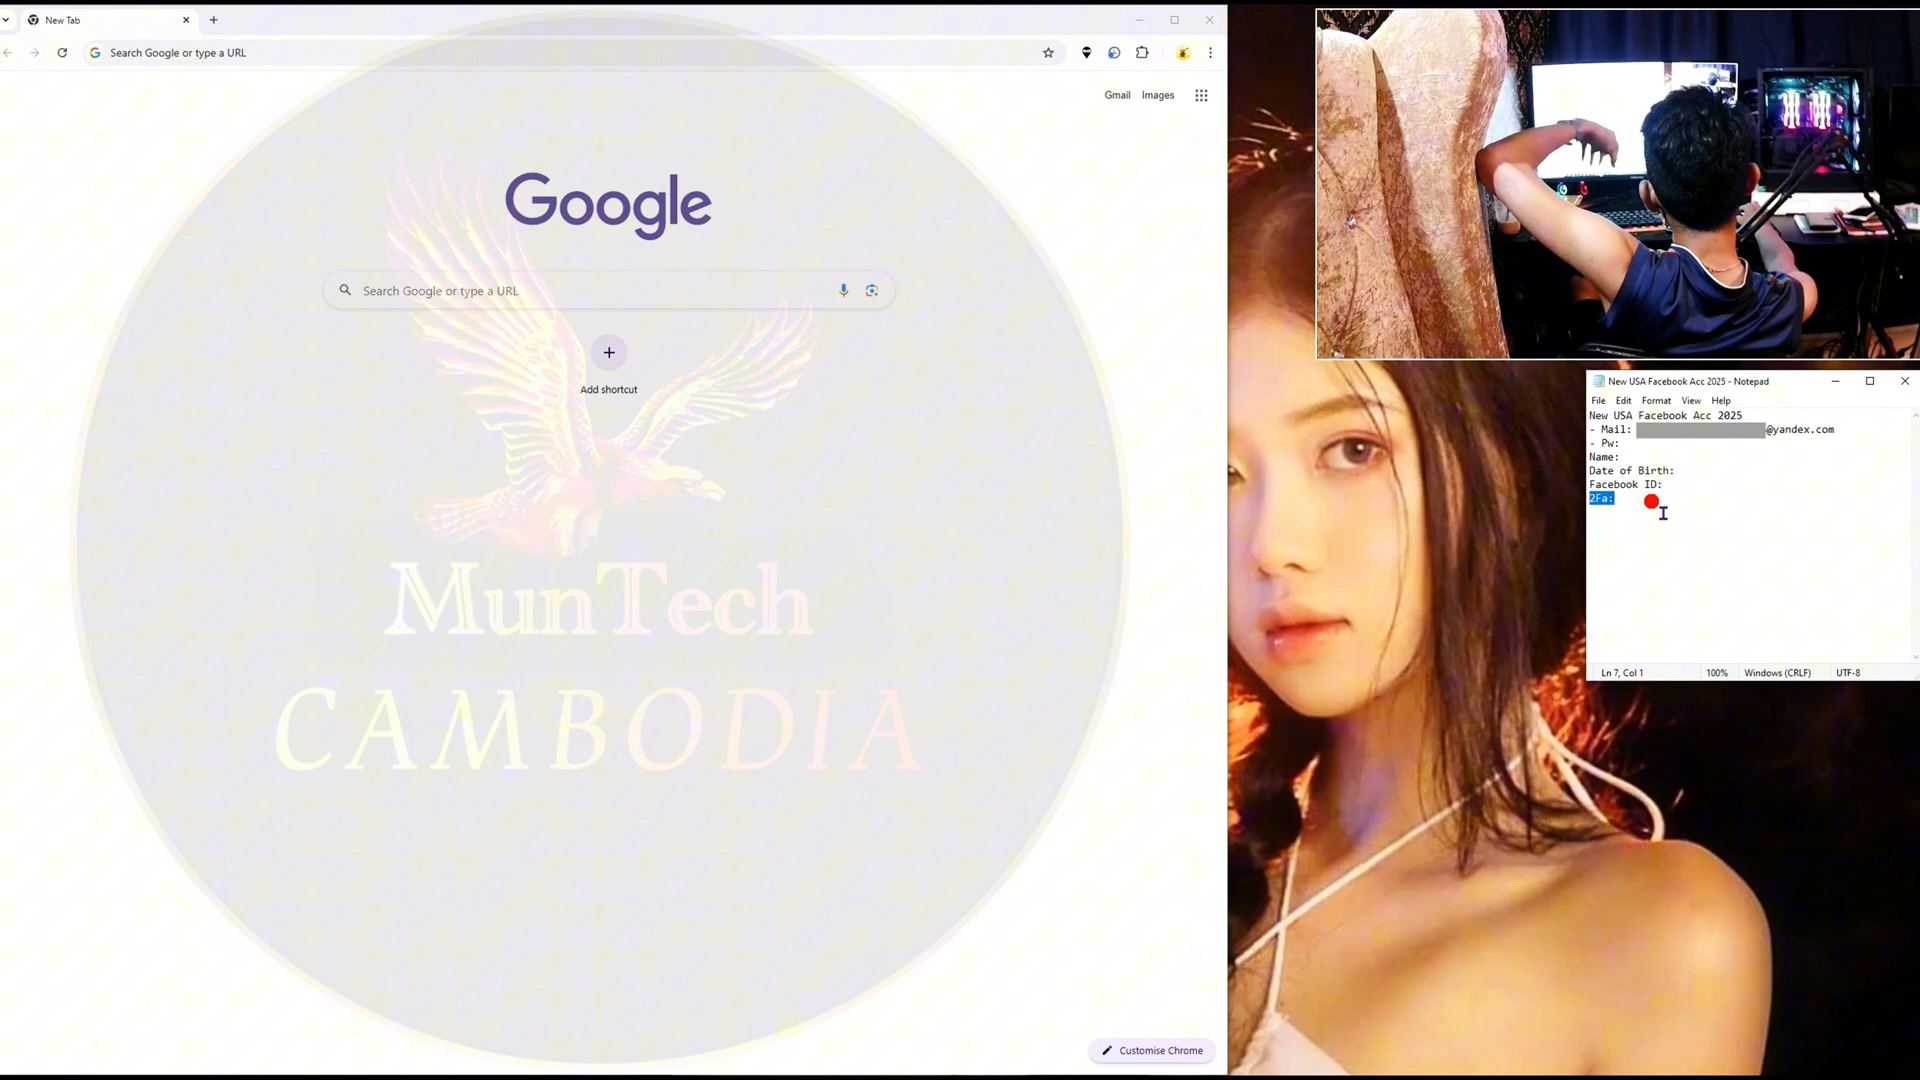 New Tab
Search Google or type a URL
Gmail Images
Google
Search Google or type a URL
Add shortcut
MunTech
CAMBODIA
Customise Chrome
New USA Facebook Acc 2025 - Notepad
File Edit Format View Help
New USA Facebook Acc 2025
- Mail: @yandex.com
- Pw:
Name:
Date of Birth:
Facebook ID:
2Fa:
Ln 7, Col 1 100% Windows (CRLF) UTF-8